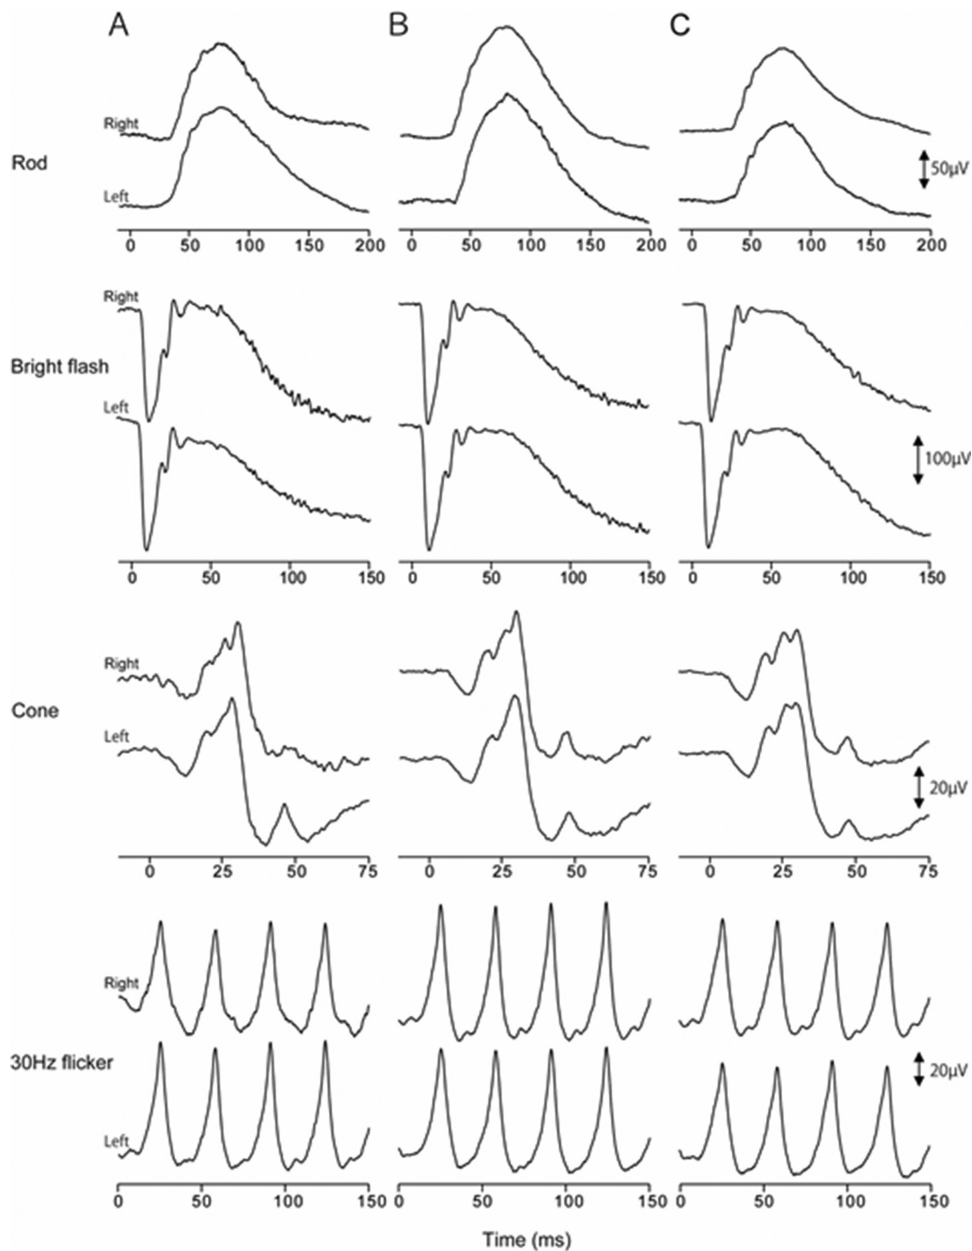 A B C
Right
Rod
50µV
Left
0 50 100 150 200 0 50 100 150 200 0 50 100 150 200
Right
Bright flash
Left
100µV
0 50 100 150 0 50 100 150 0 50 100 150
Right
Cone
Left
20µV
0 25 50 75 0 25 50 75 0 25 50 75
Right
30Hz flicker
20µV
Left
0 50 100 150 0 50 100 150 0 50 100 150
Time (ms)